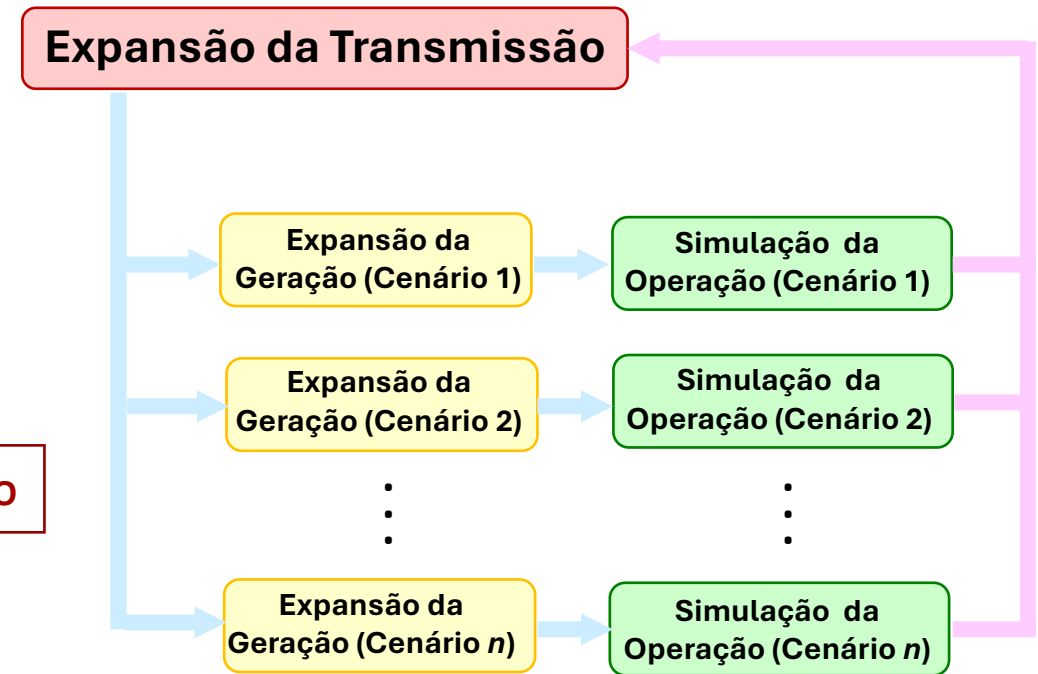 Expansão da Transmissão
Expansão da
Geração (Cenário 1)
Simulação da
Operação (Cenário 1)
Expansão da
Geração (Cenário 2)
Simulação da
Operação (Cenário 2)
Expansão da
Geração (Cenário n)
Simulação da
Operação (Cenário n)